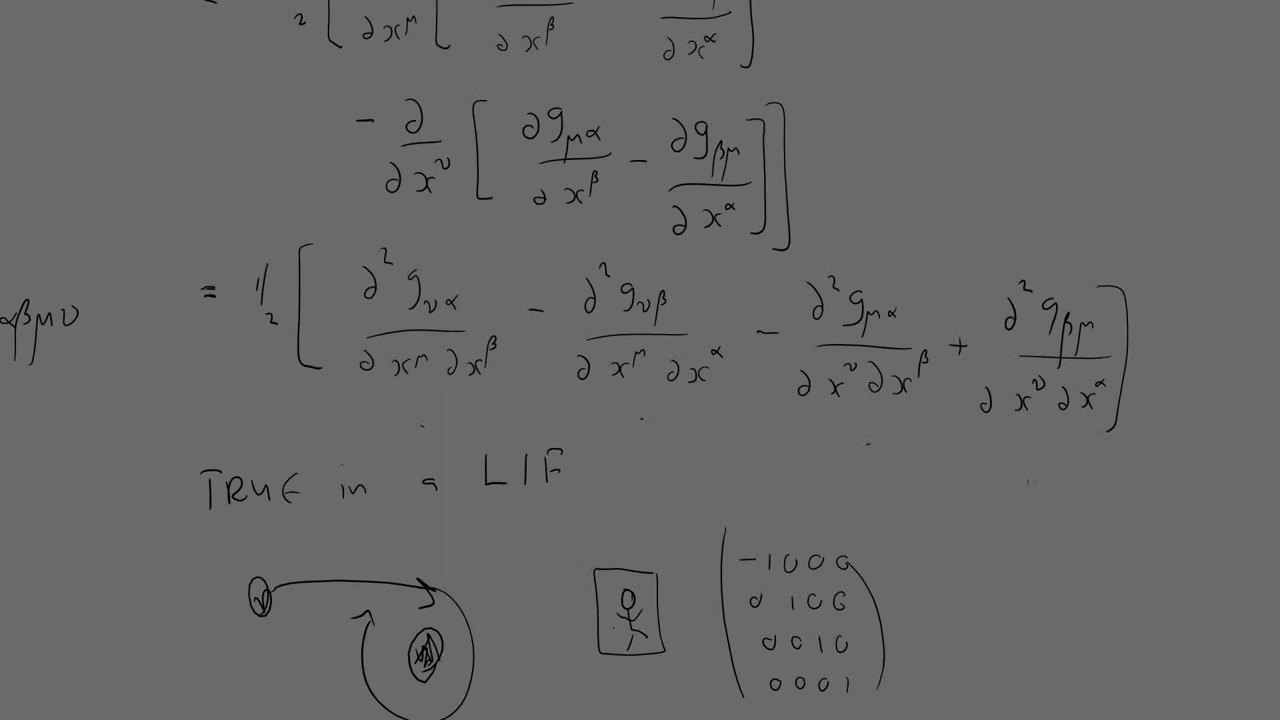 2 [ ∂x^μ [ ∂x^β ∂x^α ]
- ∂/∂x^ν [ ∂g_μα/∂x^β - ∂g_βμ/∂x^α ] ]
αβμν = 1/2 [ ∂²g_να/∂x^μ ∂x^β - ∂²g_νβ/∂x^μ ∂x^α - ∂²g_μα/∂x^ν ∂x^β + ∂²g_βμ/∂x^ν ∂x^α ]
TRUE in a LIF
-1 0 0 0
0 1 0 0
0 0 1 0
0 0 0 1